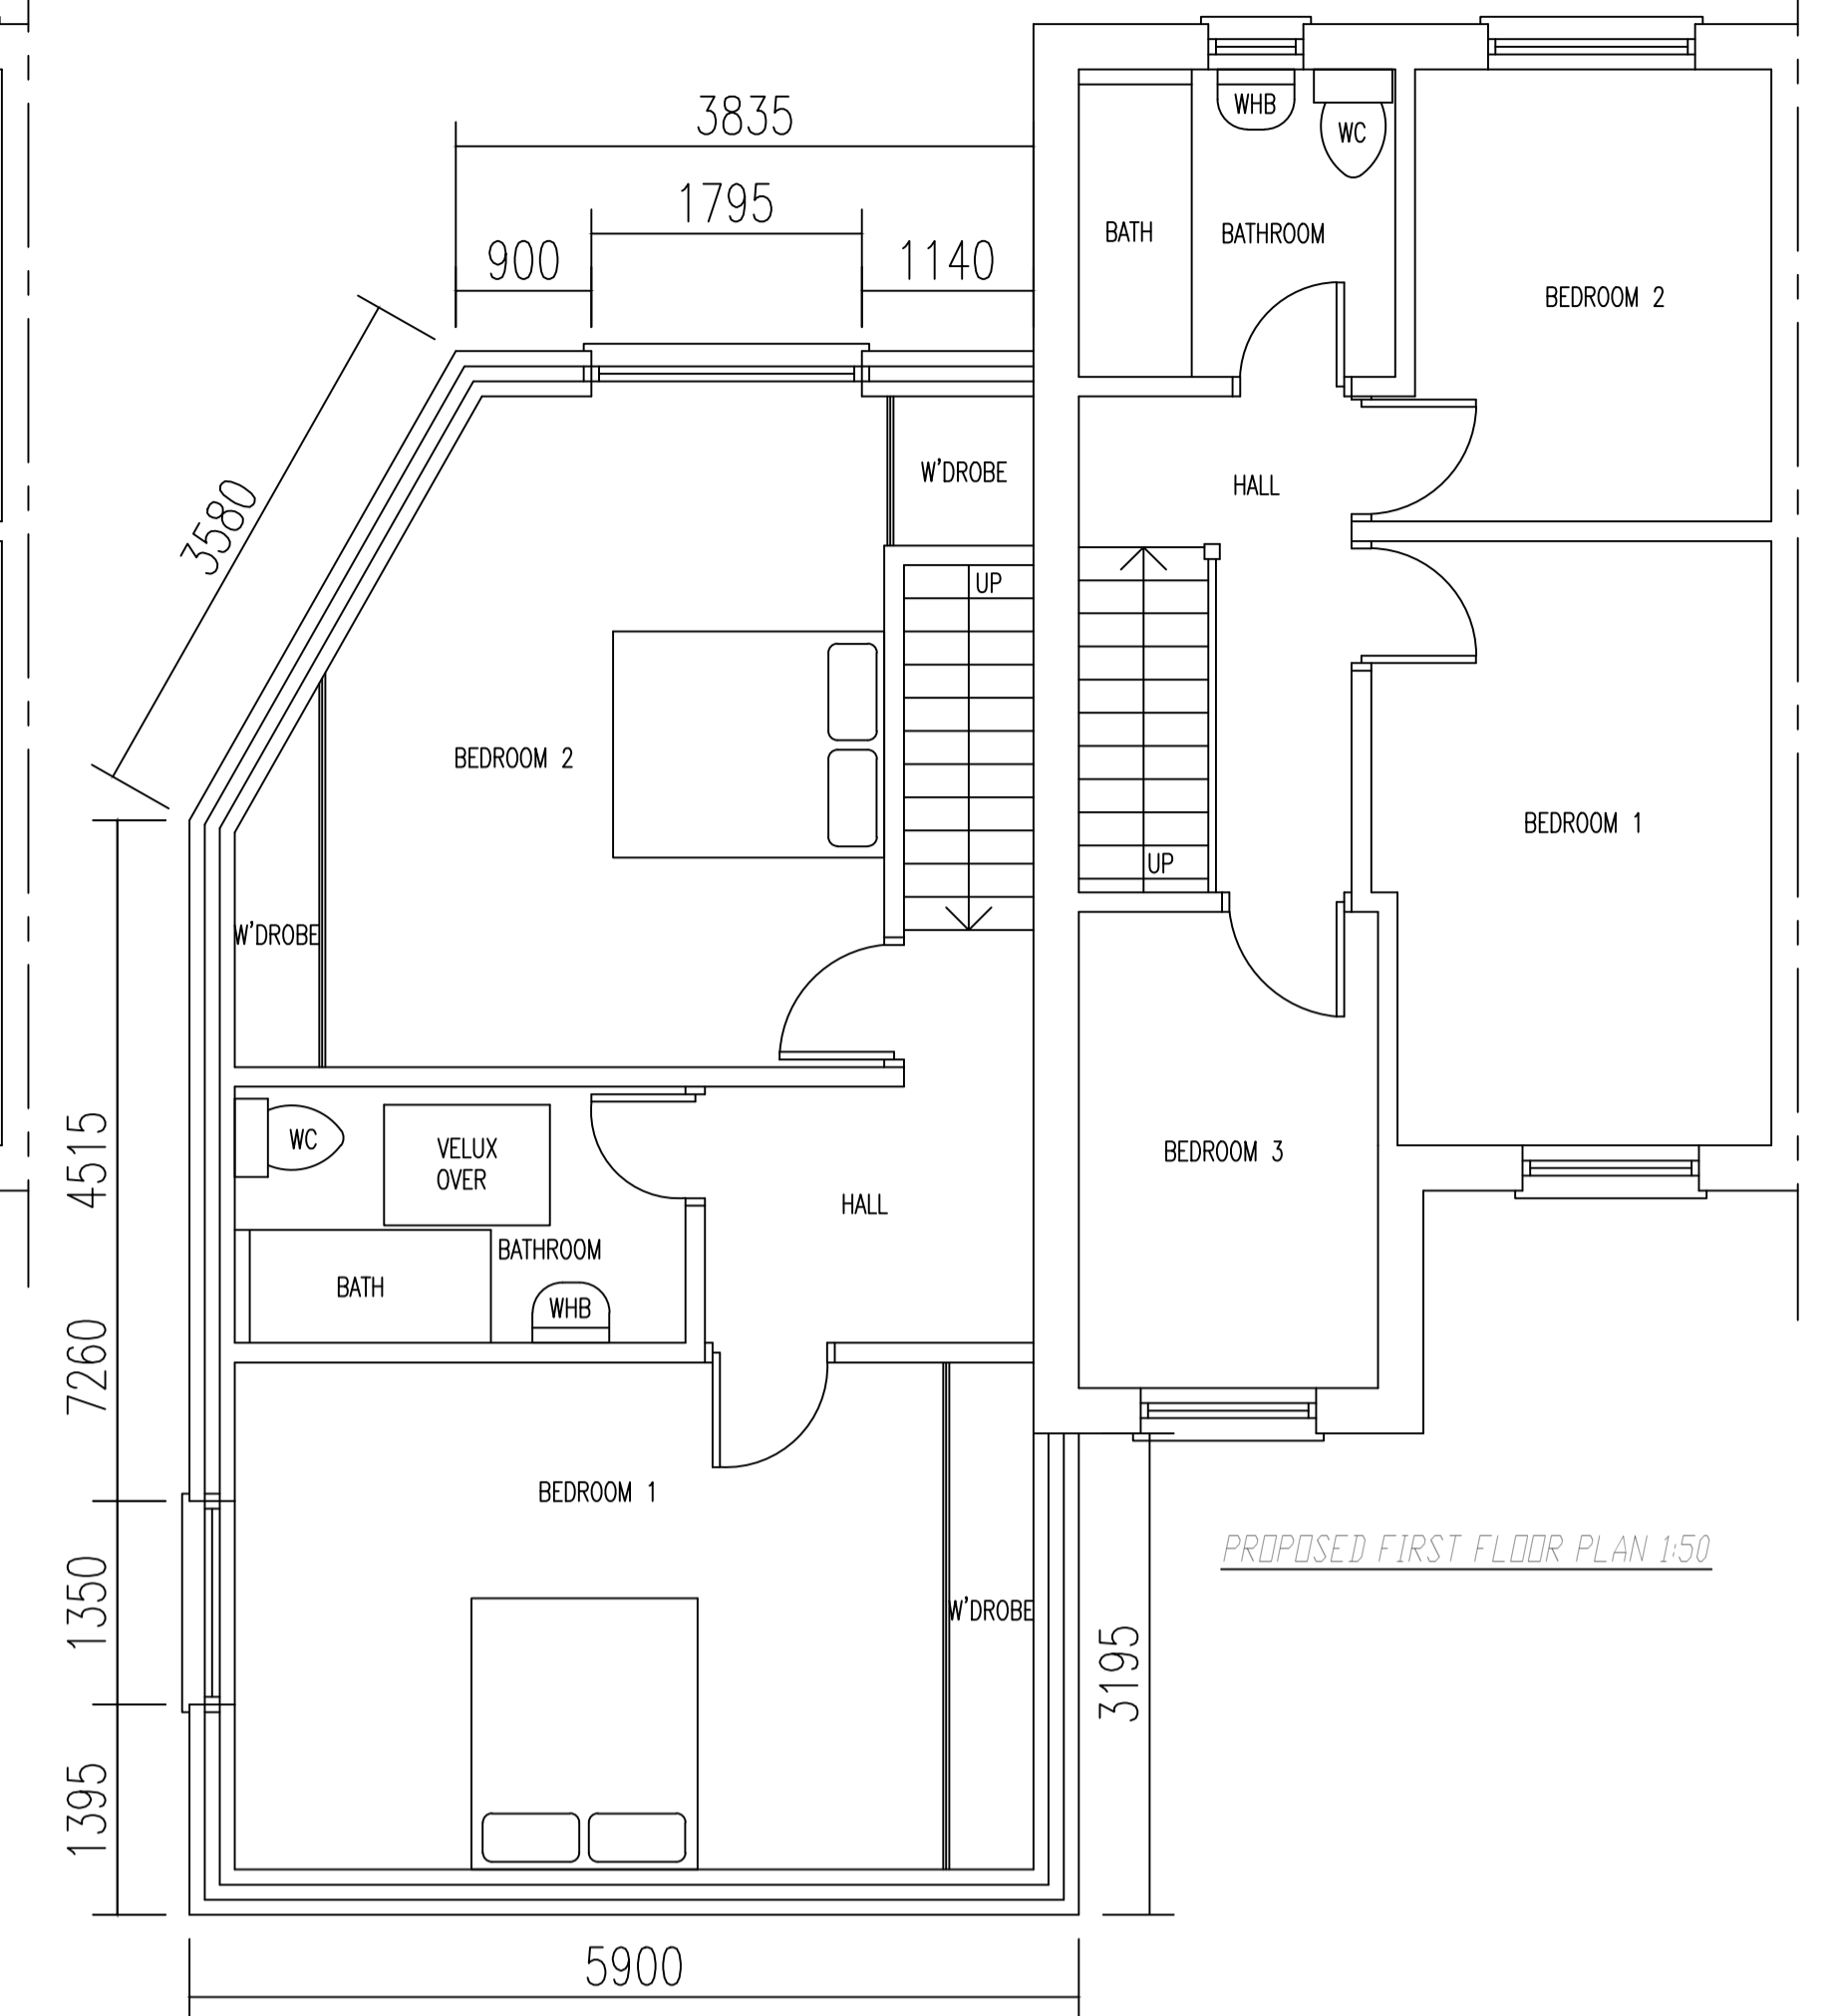 3835
1795
900
1140
3580
WHB
WC
BATH
BATHROOM
BEDROOM 2
W'DROBE
HALL
UP
BEDROOM 2
BEDROOM 1
UP
W'DROBE
4515
7260
1350
1395
WC
VELUX
OVER
BATHROOM
BATH
WHB
HALL
BEDROOM 3
BEDROOM 1
W'DROBE
PROPOSED FIRST FLOOR PLAN 1:50
3195
5900